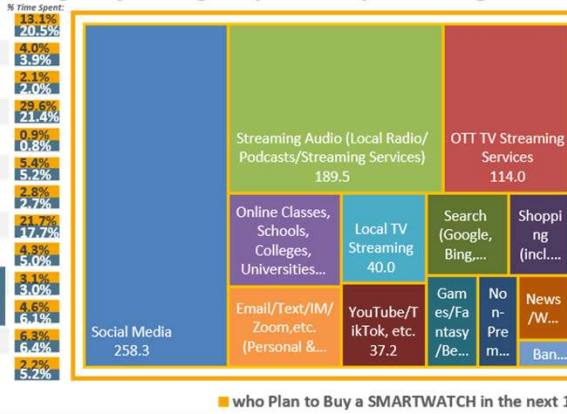 % Time Spent:
13.1%
20.5%
4.0%
3.9%
2.1%
2.0%
29.6%
21.4%
0.9%
0.8%
5.4%
5.2%
2.8%
2.7%
21.7%
17.7%
4.3%
5.0%
3.1%
3.0%
4.6%
6.1%
6.3%
6.4%
2.2%
5.2%
Social Media
258.3
Streaming Audio (Local Radio/
Podcasts/Streaming Services)
189.5
OTT TV Streaming
Services
114.0
Online Classes,
Schools,
Colleges,
Universities...
Local TV
Streaming
40.0
Search
(Google,
Bing,...
Shoppi
ng
(incl....
Email/Text/IM/
Zoom,etc.
(Personal &...
YouTube/T
ikTok, etc.
37.2
Gam
es/Fa
ntasy
/Be...
No
n-
Pre
m...
News
/W...
Ban...
who Plan to Buy a SMARTWATCH in the next 1